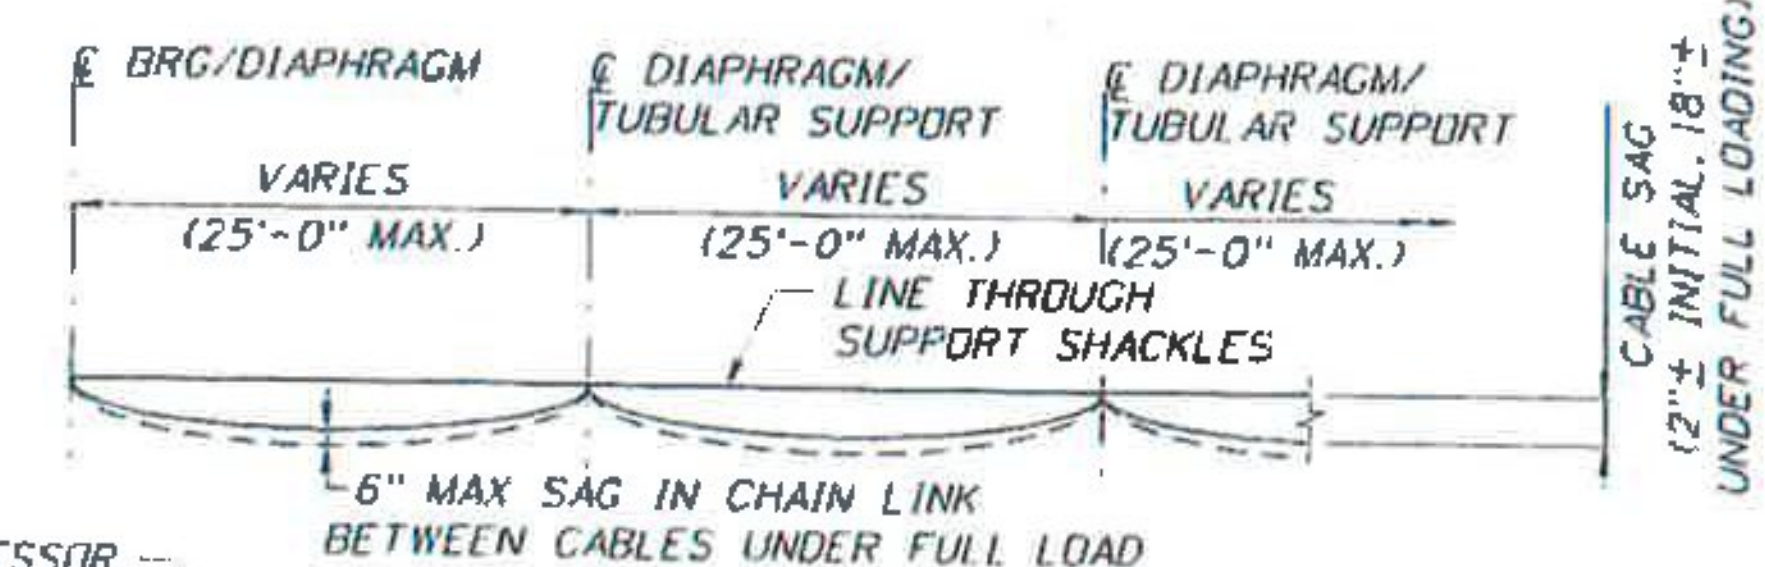 ℄ BRG/DIAPHRAGM
℄ DIAPHRAGM/
TUBULAR SUPPORT
℄ DIAPHRAGM/
TUBULAR SUPPORT
VARIES
(25'-0" MAX.)
VARIES
(25'-0" MAX.)
VARIES
(25'-0" MAX.)
LINE THROUGH
SUPPORT SHACKLES
6" MAX SAG IN CHAIN LINK
BETWEEN CABLES UNDER FULL LOAD
CABLE SAG
(2"± INITIAL. 18"±
UNDER FULL LOADING)